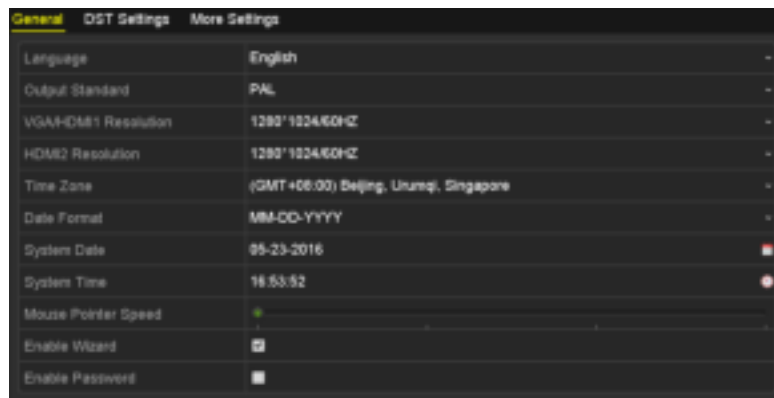 General DST Settings More Settings
Language English
Output Standard PAL
VGA/HDMI1 Resolution 1280*1024/60HZ
HDMI2 Resolution 1280*1024/60HZ
Time Zone (GMT+08:00) Beijing, Urumqi, Singapore
Date Format MM-DD-YYYY
System Date 05-23-2016
System Time 16:53:52
Mouse Pointer Speed
Enable Wizard
Enable Password